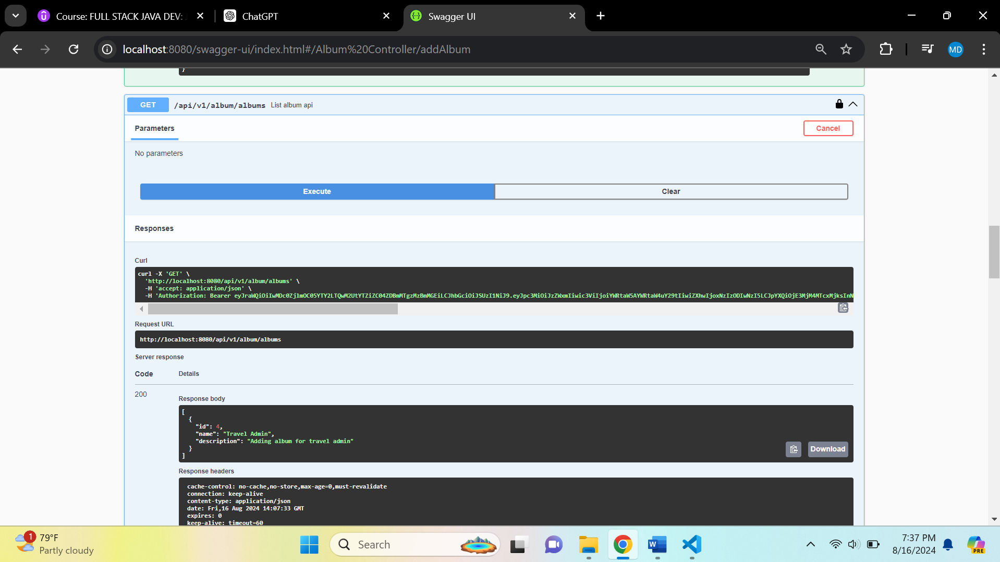 Course: FULL STACK JAVA DEV:
ChatGPT
Swagger UI
localhost:8080/swagger-ui/index.html#/Album%20Controller/addAlbum
MD
}
GET /api/v1/album/albums List album api
Parameters
Cancel
No parameters
Execute
Clear
Responses
Curl
curl -X 'GET' \
'http://localhost:8080/api/v1/album/albums' \
-H 'accept: application/json' \
-H 'Authorization: Bearer
Request URL
http://localhost:8080/api/v1/album/albums
Server response
Code Details
200
Response body
[
{
"id": 4,
"name": "Travel Admin",
"description": "Adding album for travel admin"
}
]
Download
Response headers
cache-control: no-cache,no-store,max-age=0,must-revalidate
connection: keep-alive
content-type: application/json
date: Fri,16 Aug 2024 14:07:33 GMT
expires: 0
keep-alive: timeout=60
1
79°F
Partly cloudy
Search
W
7:37 PM
8/16/2024
PRE